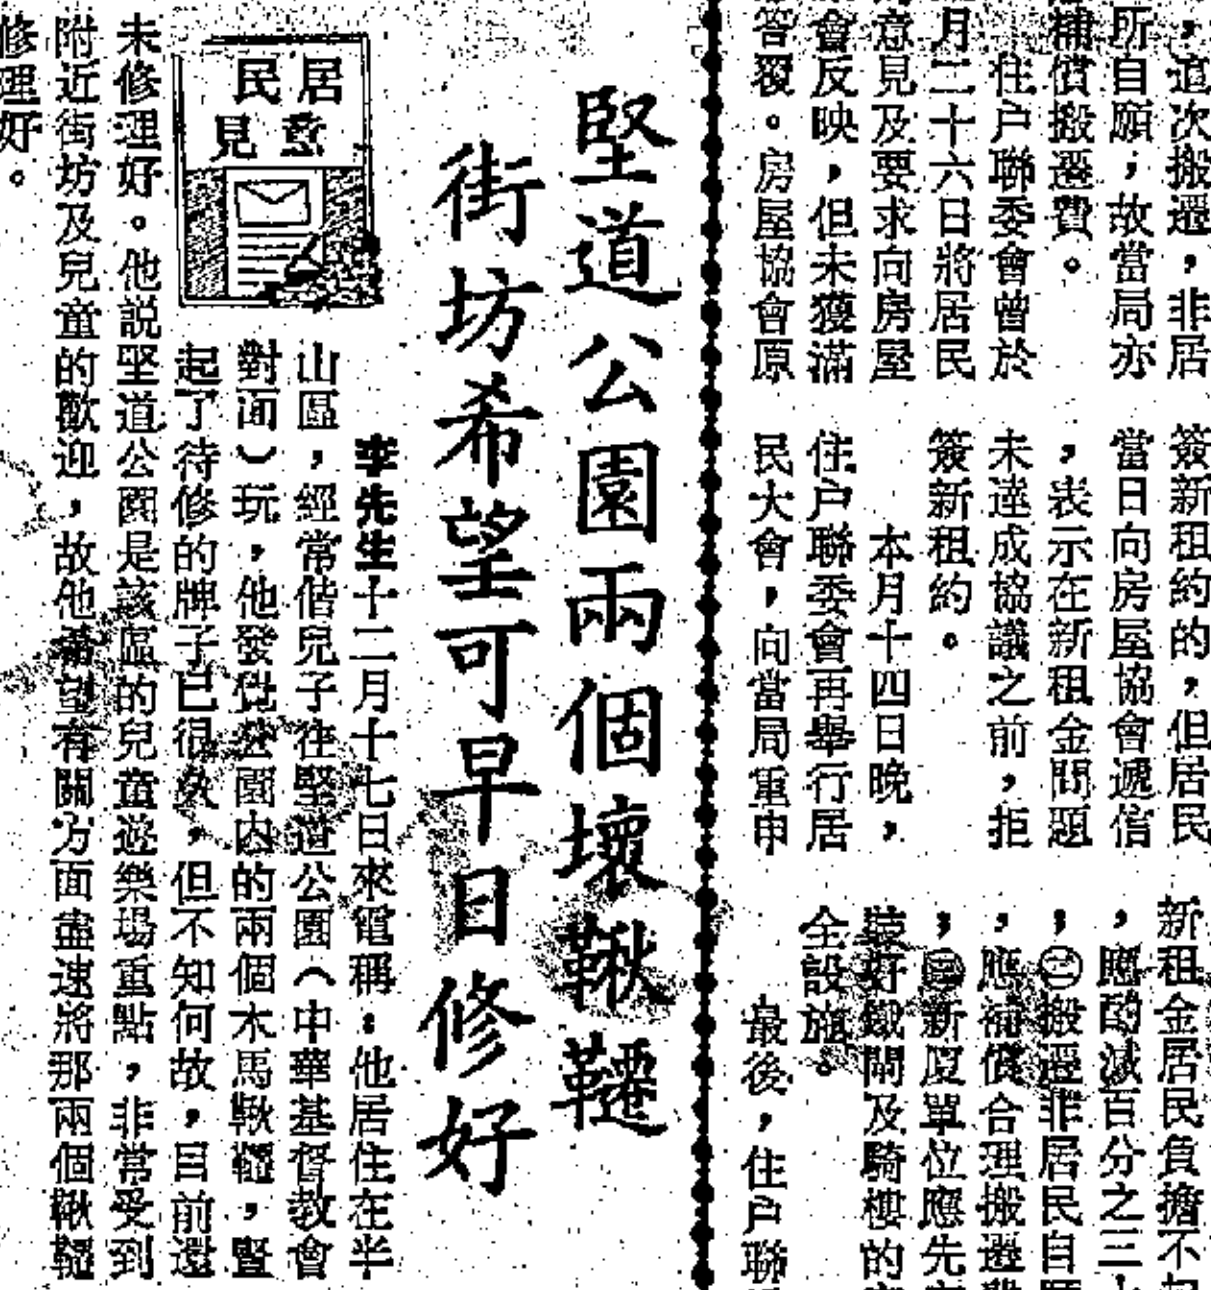 ，這次搬遷，非居
所自願；故當局亦
補償搬遷費。
住户聯委會曾於
月二十六日將居民
意見及要求向房屋
會反映，但未獲滿
答覆。房屋協會原
簽新租約的，但居民
當日向房屋協會遞信
，表示在新租金問題
未達成協議之前，拒
簽新租約。
本月十四日晚，
住户聯委會再舉行居
民大會，向當局重申
新租金居民負擔不起
，應酌減百分之三
，㊁搬遷非居民自願
，應補償合理搬遷費
，新廈單位應先
裝好鐵閘及騎樓的
全設施。
最後，住户聯
堅道公園兩個壞鞦韆
街坊希望可早日修好
居民
意見
李先生十二月十七日來電稱：他居住在半
山區，經常偕兒子往堅道公園（中華基督教會
對面）玩，他發覺公園内的兩個木馬鞦韆，豎
起了待修的牌子已很久，但不知何故，目前還
未修理好。他説堅道公園是該區的兒童遊樂場重點，非常受到
附近街坊及兒童的歡迎，故他希望有關方面盡速將那兩個鞦韆
修理好。